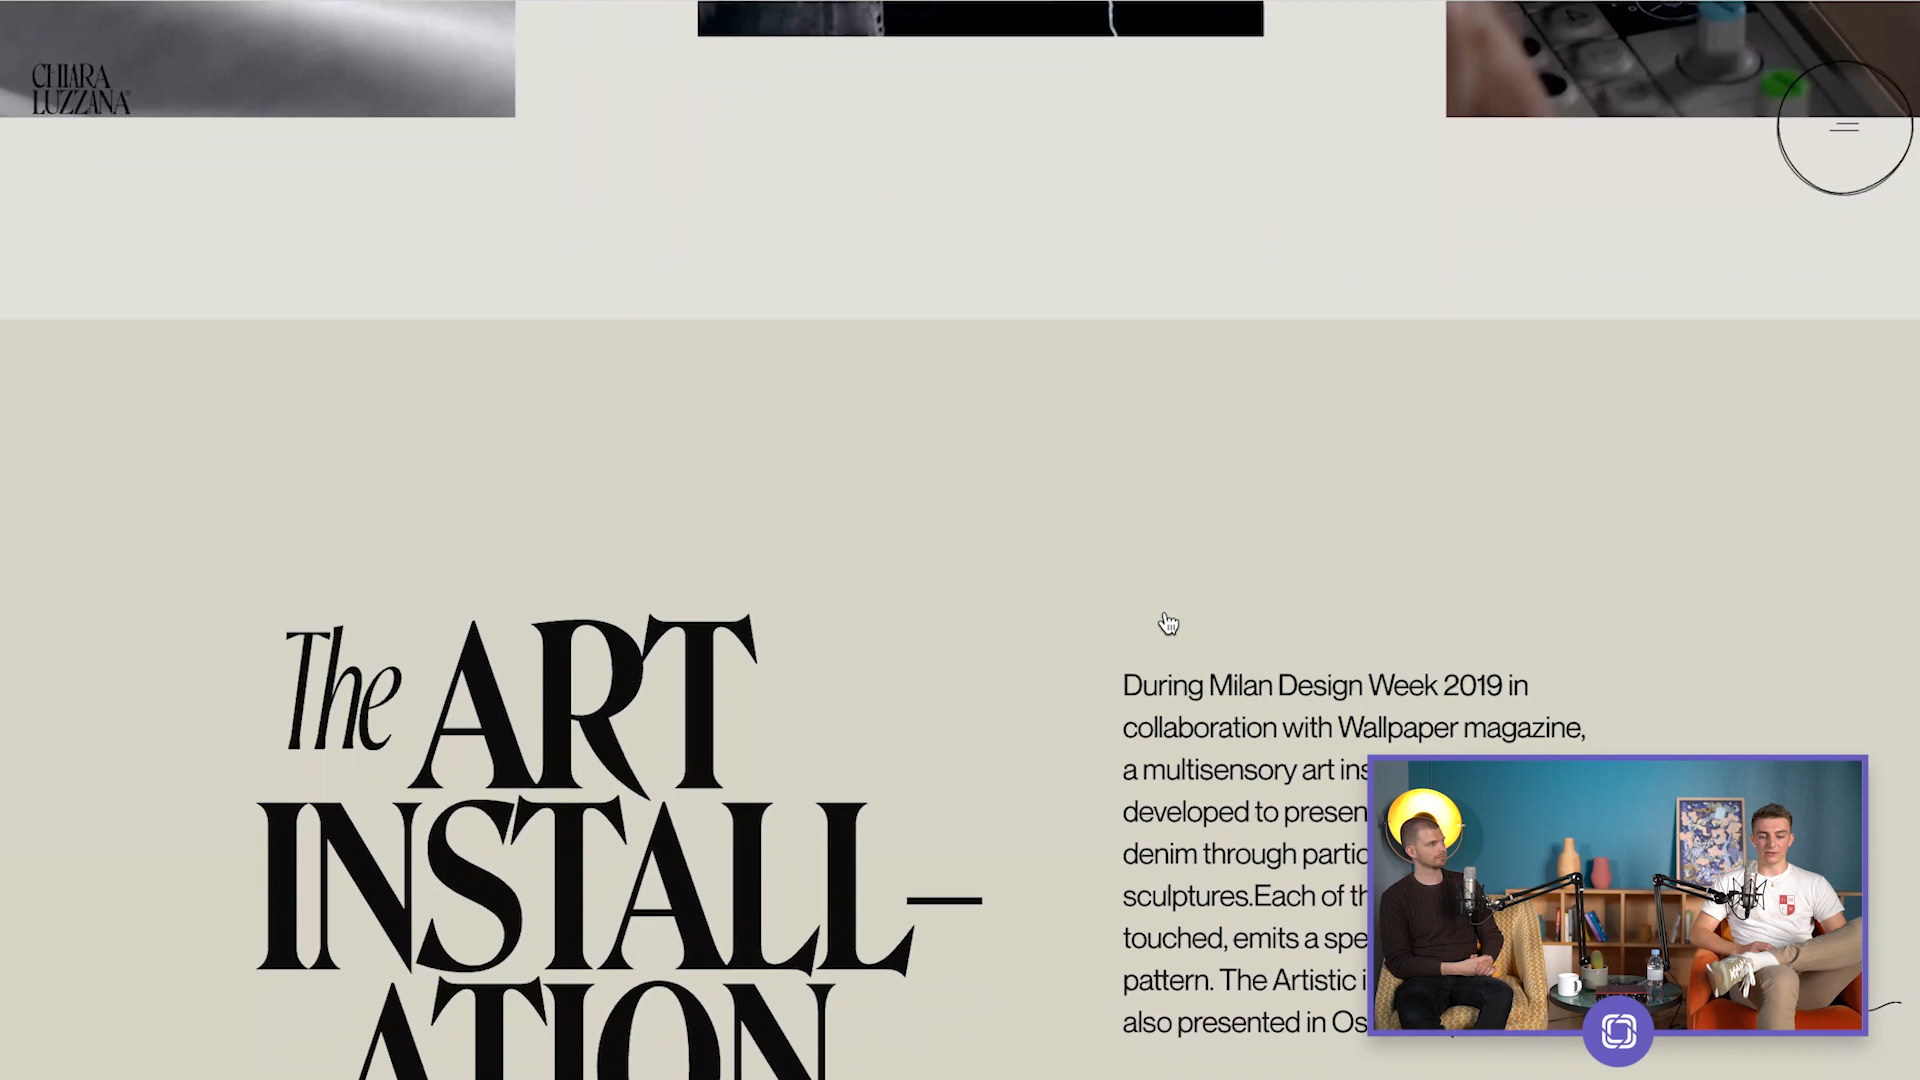 CHIARA
LUZZANA
The ART
INSTALL–
ATION
During Milan Design Week 2019 in
collaboration with Wallpaper magazine,
a multisensory art ins
developed to presen
denim through partic
sculptures.Each of th
touched, emits a spe
pattern. The Artistic i
also presented in Os